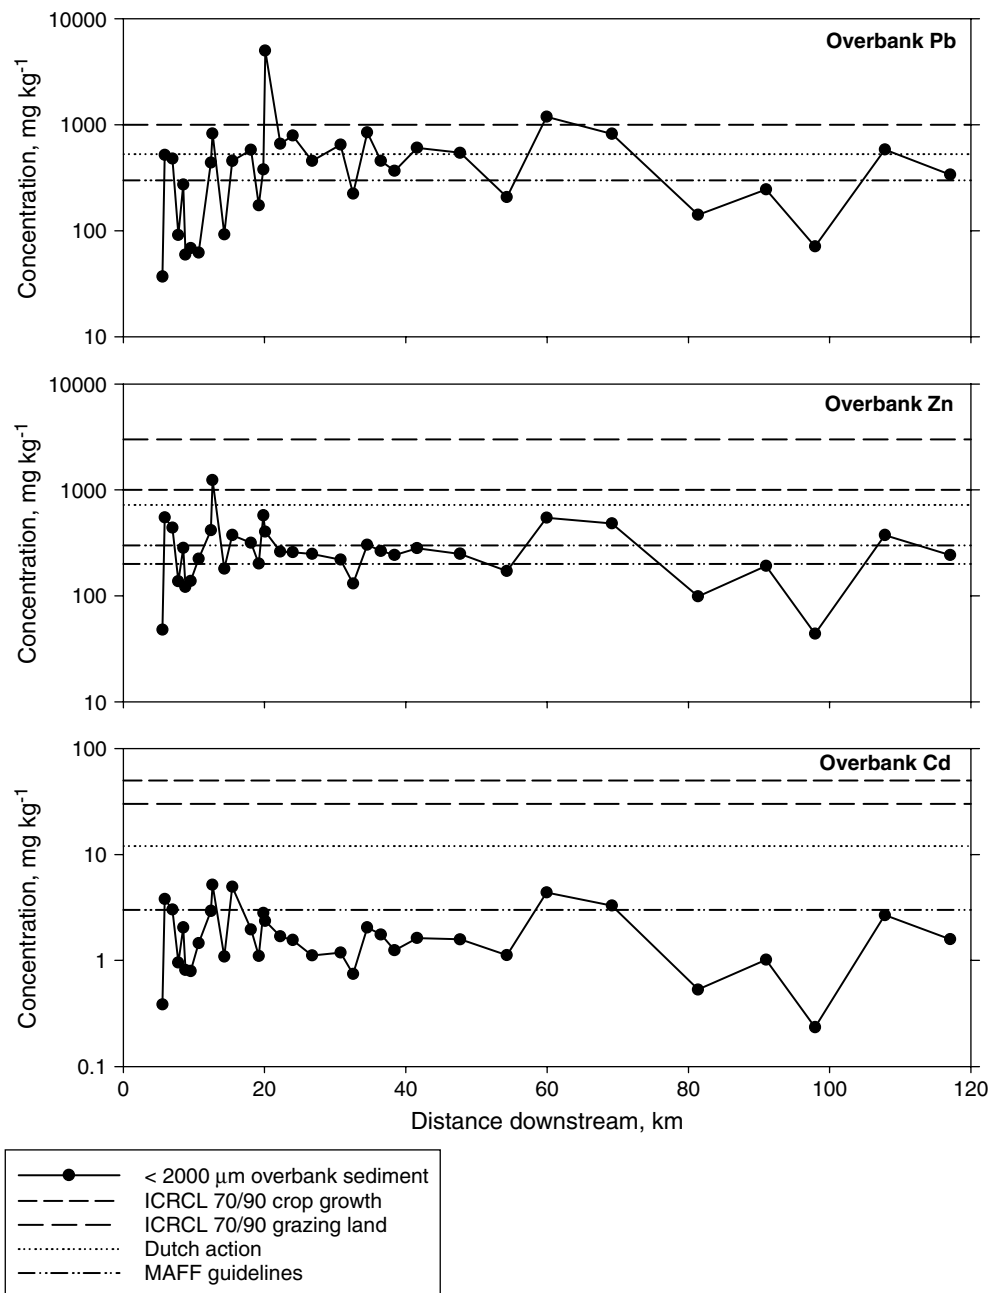 10000
Overbank Pb
1000
100
10
Concentration, mg kg-1
10000
Overbank Zn
1000
100
10
Concentration, mg kg-1
100
Overbank Cd
10
1
0.1
Concentration, mg kg-1
0 20 40 60 80 100 120
Distance downstream, km
< 2000 μm overbank sediment
ICRCL 70/90 crop growth
ICRCL 70/90 grazing land
Dutch action
MAFF guidelines